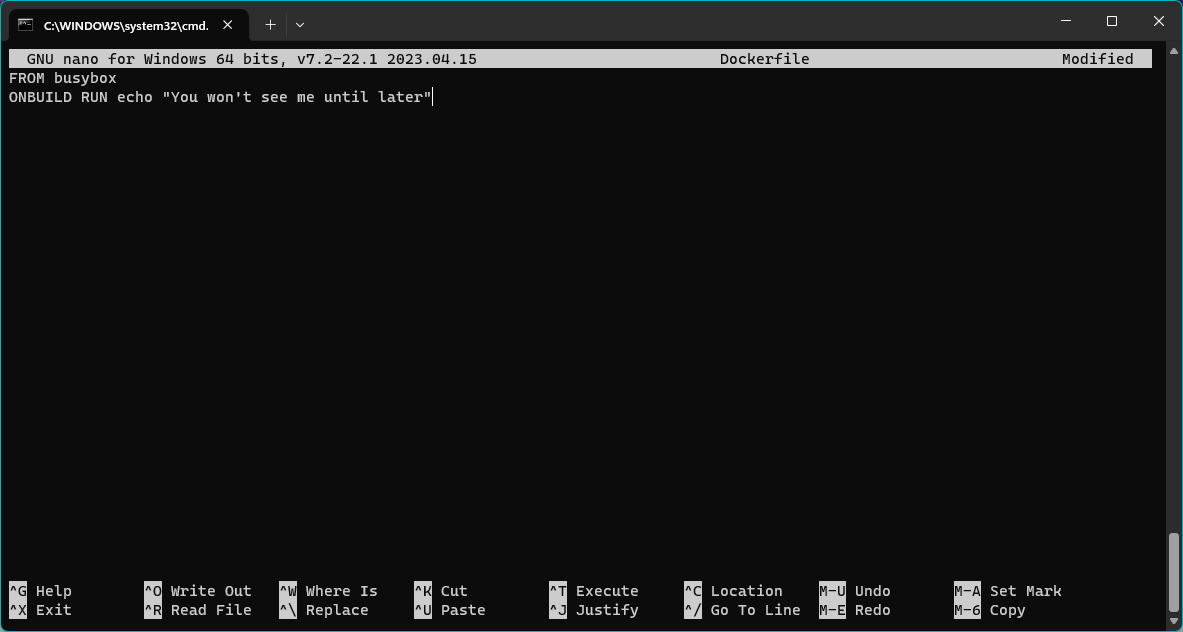 C:\WINDOWS\system32\cmd.
GNU nano for Windows 64 bits, v7.2-22.1 2023.04.15 Dockerfile Modified
FROM busybox
ONBUILD RUN echo "You won't see me until later"
^G Help ^O Write Out ^W Where Is ^K Cut ^T Execute ^C Location M-U Undo M-A Set Mark
^X Exit ^R Read File ^\ Replace ^U Paste ^J Justify ^/ Go To Line M-E Redo M-6 Copy